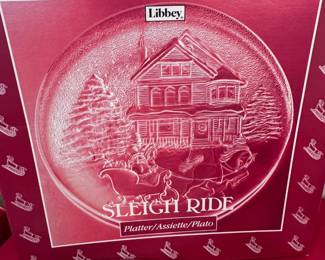 Libbey
SLEIGH RIDE
Platter/Assiette/Plato